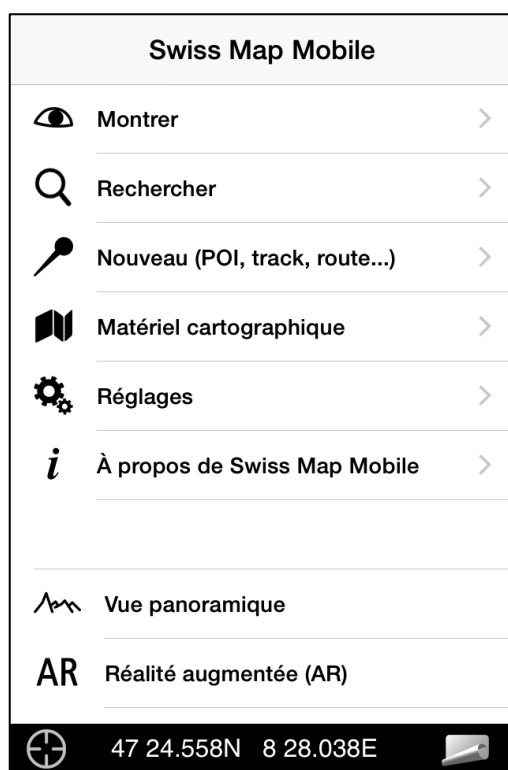 Swiss Map Mobile
Montrer
Rechercher
Nouveau (POI, track, route...)
Matériel cartographique
Réglages
i À propos de Swiss Map Mobile
Vue panoramique
AR Réalité augmentée (AR)
47 24.558N 8 28.038E